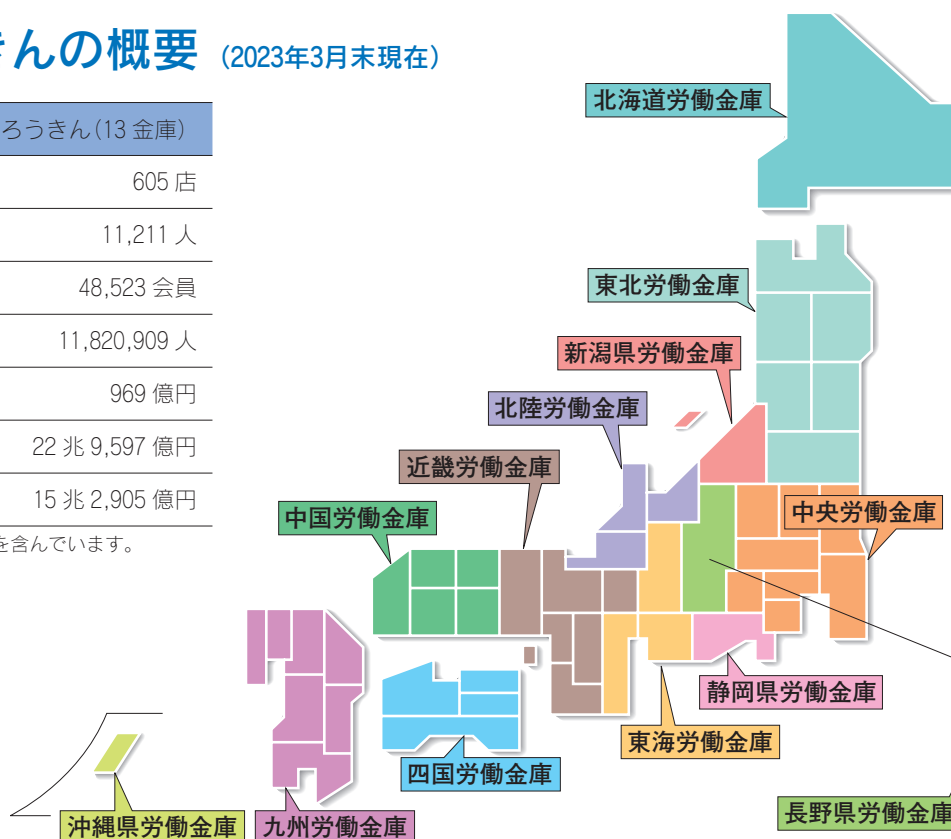 きんの概要 (2023年3月末現在)
ろうきん(13 金庫)
605 店
11,211 人
48,523 会員
11,820,909 人
969 億円
22 兆 9,597 億円
15 兆 2,905 億円
を含んでいます。
北海道労働金庫
東北労働金庫
新潟県労働金庫
北陸労働金庫
近畿労働金庫
中国労働金庫
中央労働金庫
静岡県労働金庫
東海労働金庫
四国労働金庫
長野県労働金庫
沖縄県労働金庫
九州労働金庫